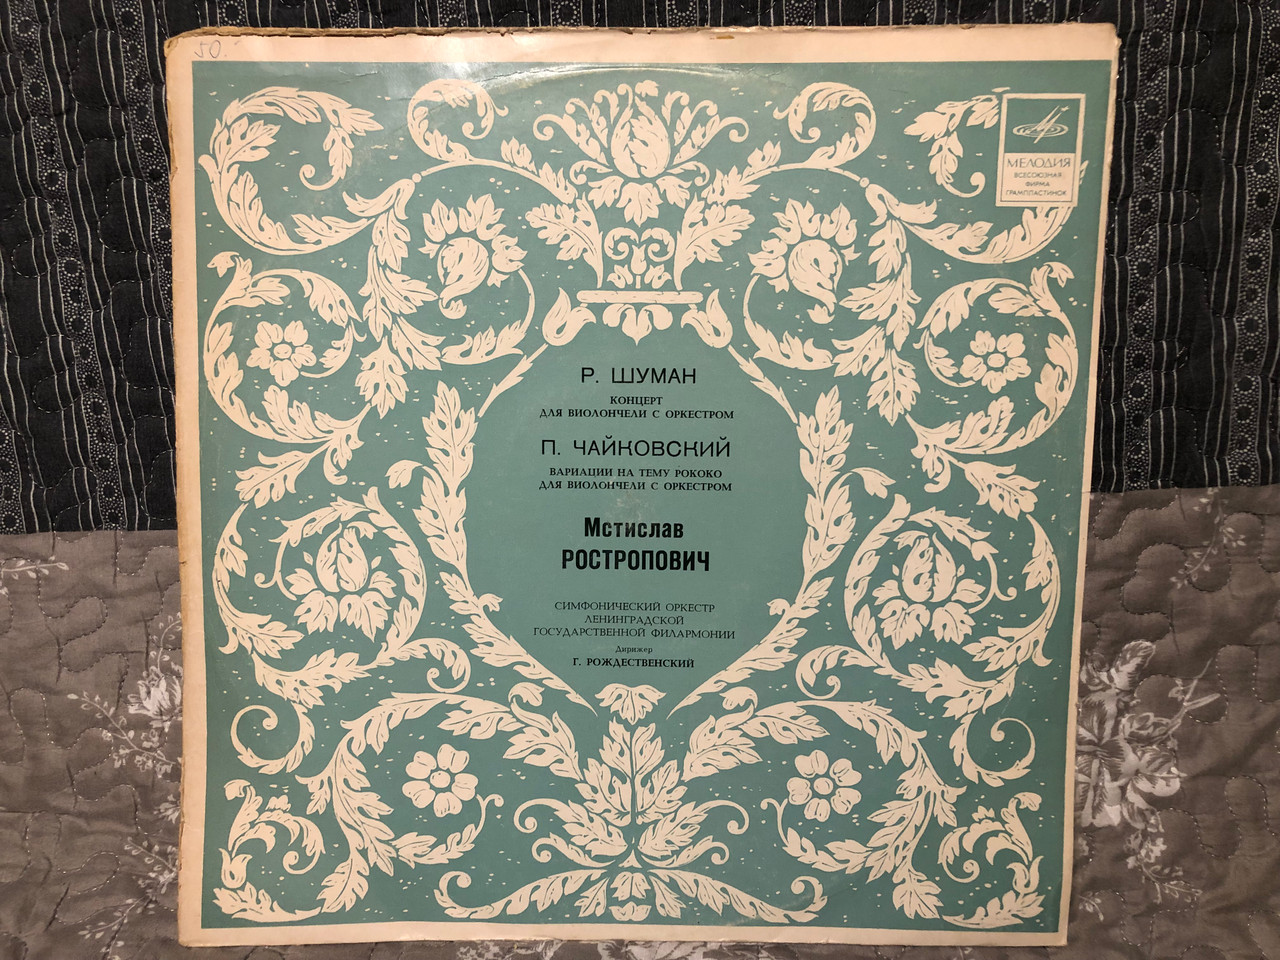 50.
МЕЛОДИЯ
ВСЕСОЮЗНАЯ
ФИРМА
ГРАМПЛАСТИНОК
Р. ШУМАН
КОНЦЕРТ
ДЛЯ ВИОЛОНЧЕЛИ С ОРКЕСТРОМ
П. ЧАЙКОВСКИЙ
ВАРИАЦИИ НА ТЕМУ РОКОКО
ДЛЯ ВИОЛОНЧЕЛИ С ОРКЕСТРОМ
Мстислав
РОСТРОПОВИЧ
СИМФОНИЧЕСКИЙ ОРКЕСТР
ЛЕНИНГРАДСКОЙ
ГОСУДАРСТВЕННОЙ ФИЛАРМОНИИ
Дирижер
Г. РОЖДЕСТВЕНСКИЙ